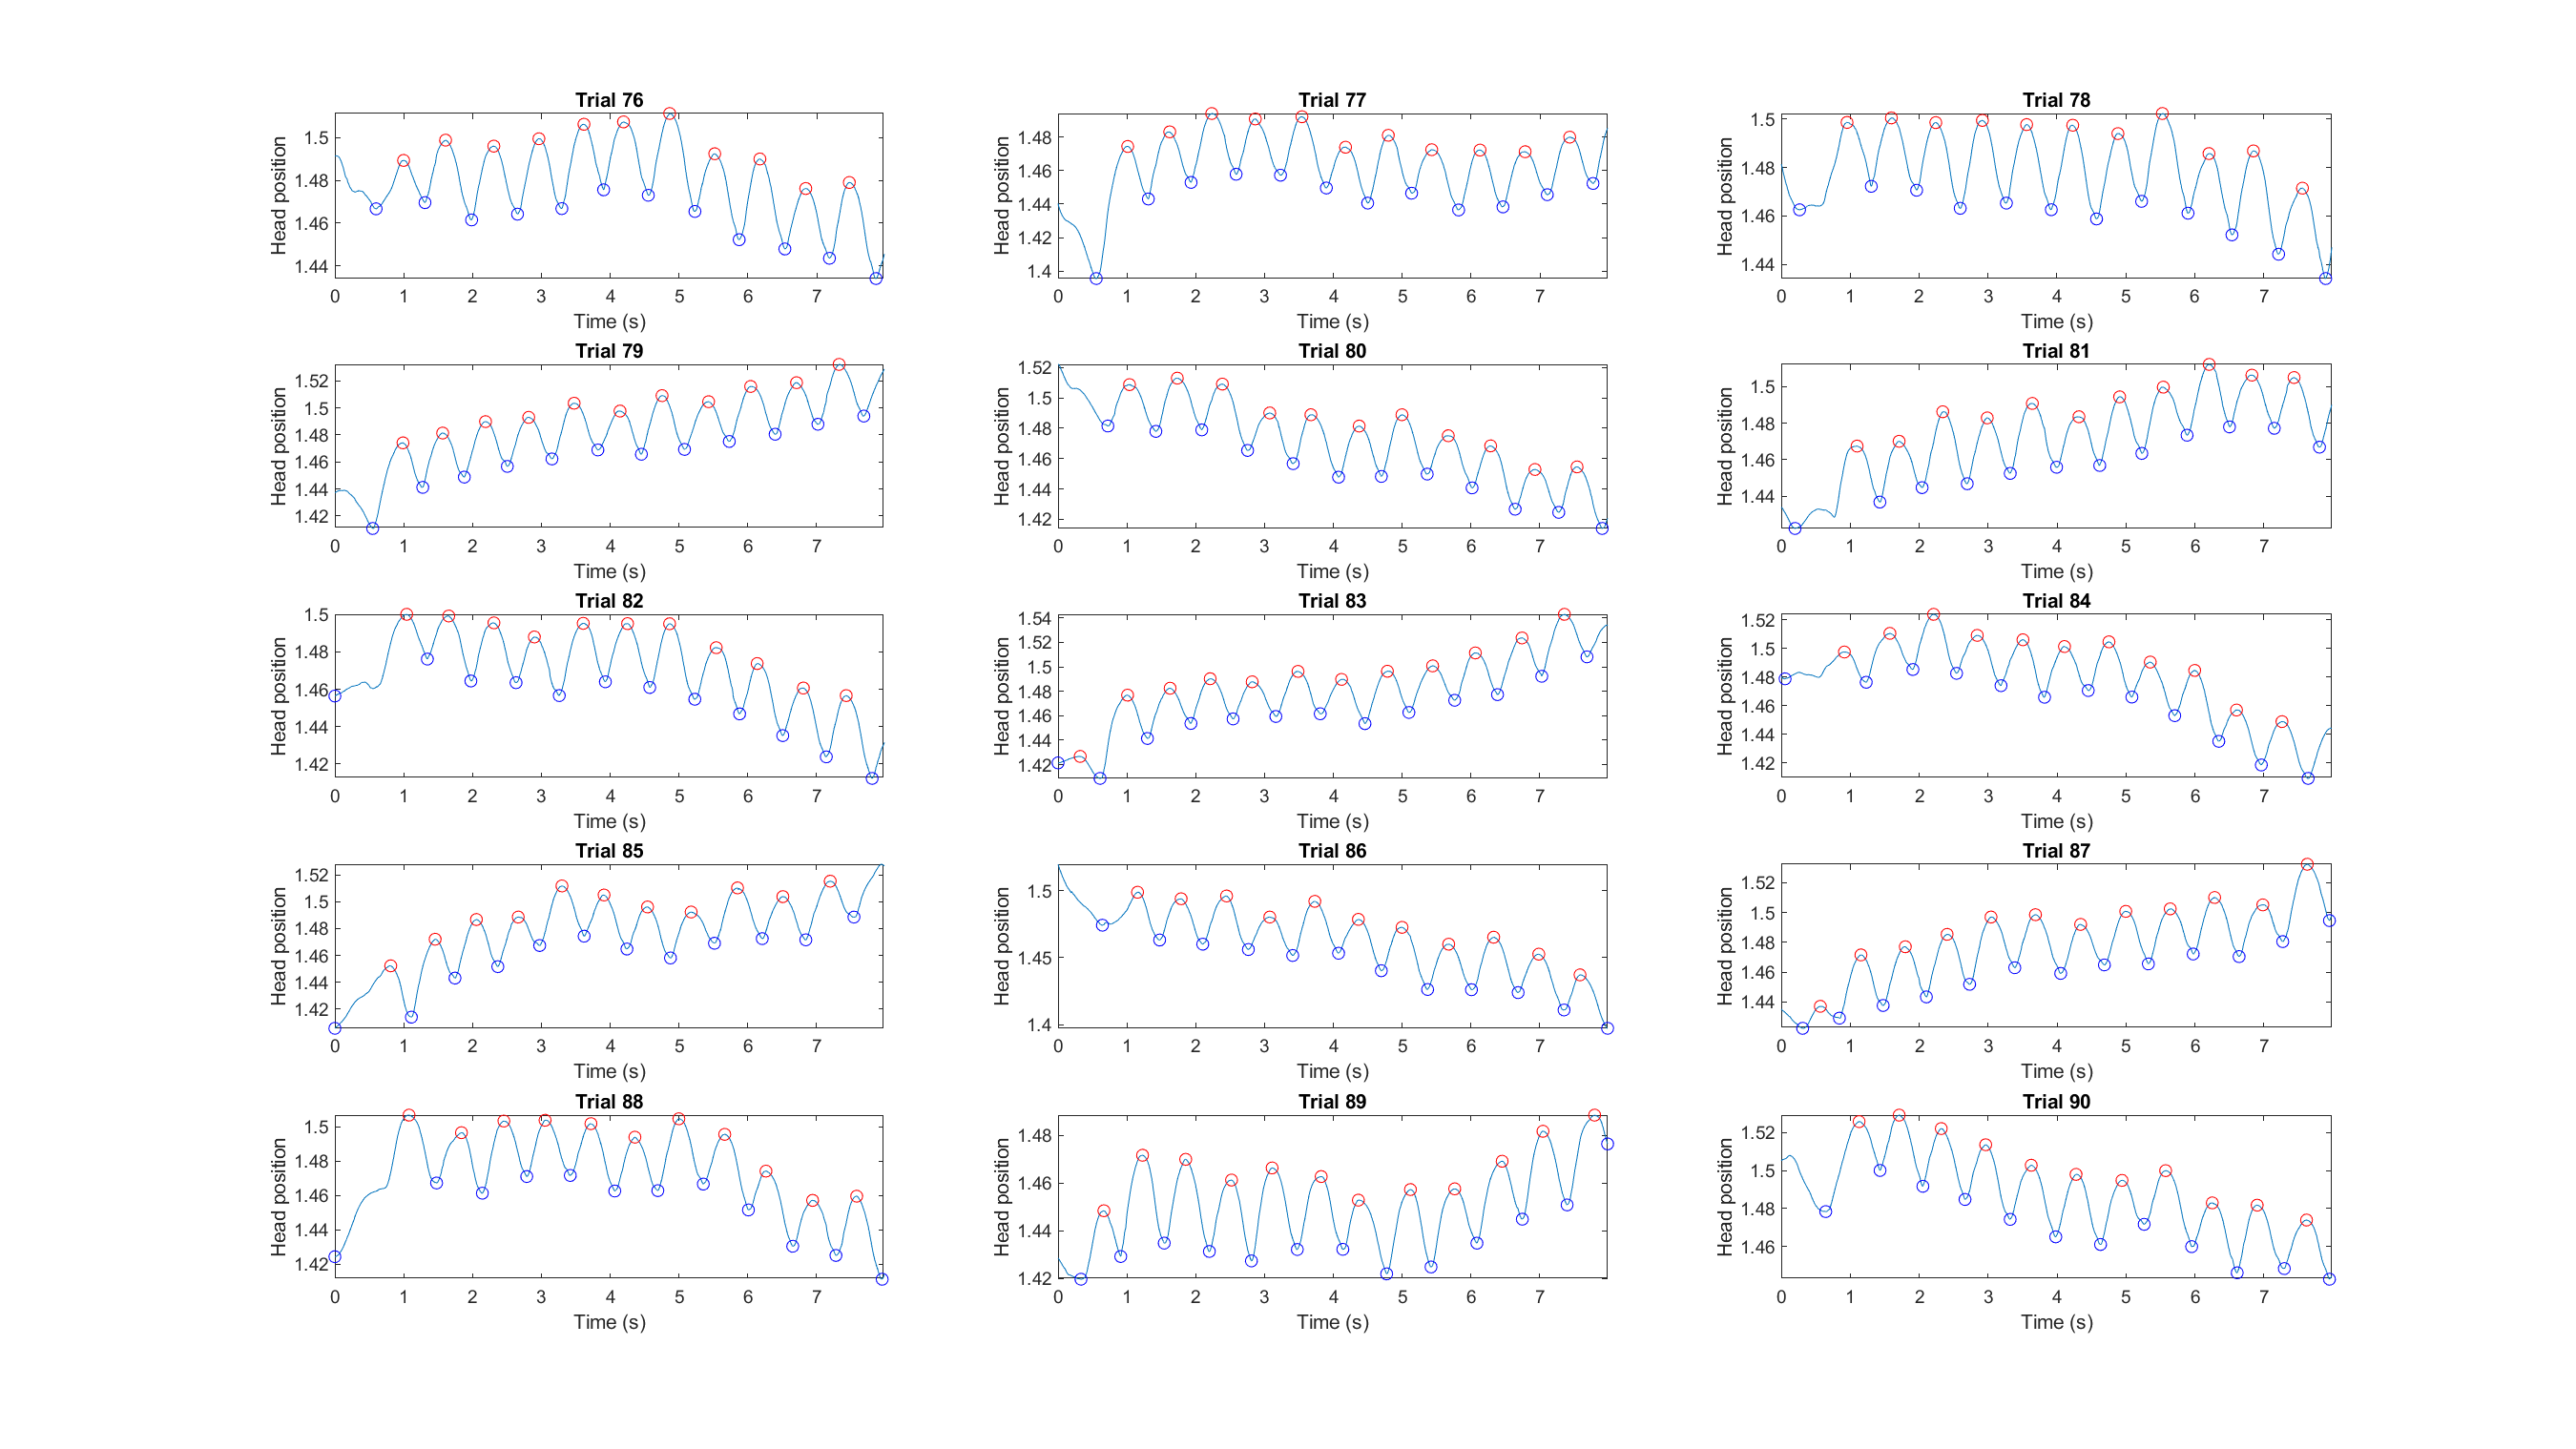 Trial 76
Head position
1.5
1.48
1.46
1.44
0 1 2 3 4 5 6 7
Time (s)
Trial 77
Head position
1.48
1.46
1.44
1.42
1.4
0 1 2 3 4 5 6 7
Time (s)
Trial 78
Head position
1.5
1.48
1.46
1.44
0 1 2 3 4 5 6 7
Time (s)
Trial 79
Head position
1.52
1.5
1.48
1.46
1.44
1.42
0 1 2 3 4 5 6 7
Time (s)
Trial 80
Head position
1.52
1.5
1.48
1.46
1.44
1.42
0 1 2 3 4 5 6 7
Time (s)
Trial 81
Head position
1.5
1.48
1.46
1.44
0 1 2 3 4 5 6 7
Time (s)
Trial 82
Head position
1.5
1.48
1.46
1.44
1.42
0 1 2 3 4 5 6 7
Time (s)
Trial 83
Head position
1.54
1.52
1.5
1.48
1.46
1.44
1.42
0 1 2 3 4 5 6 7
Time (s)
Trial 84
Head position
1.52
1.5
1.48
1.46
1.44
1.42
0 1 2 3 4 5 6 7
Time (s)
Trial 85
Head position
1.52
1.5
1.48
1.46
1.44
1.42
0 1 2 3 4 5 6 7
Time (s)
Trial 86
Head position
1.5
1.45
1.4
0 1 2 3 4 5 6 7
Time (s)
Trial 87
Head position
1.52
1.5
1.48
1.46
1.44
0 1 2 3 4 5 6 7
Time (s)
Trial 88
Head position
1.5
1.48
1.46
1.44
1.42
0 1 2 3 4 5 6 7
Time (s)
Trial 89
Head position
1.48
1.46
1.44
1.42
0 1 2 3 4 5 6 7
Time (s)
Trial 90
Head position
1.52
1.5
1.48
1.46
0 1 2 3 4 5 6 7
Time (s)